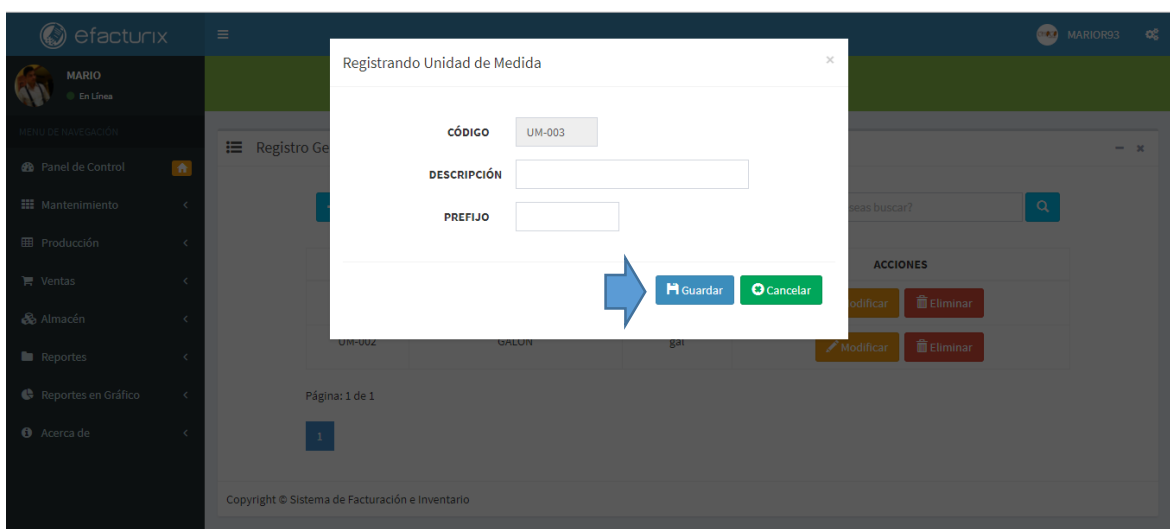 efacturix
MARIOR93
MARIO
En Línea
MENU DE NAVEGACIÓN
Panel de Control
Mantenimiento
Producción
Ventas
Almacén
Reportes
Reportes en Gráfico
Acerca de
Registrando Unidad de Medida
×
CÓDIGO UM-003
DESCRIPCIÓN
PREFIJO
Guardar Cancelar
Registro Ge
seas buscar?
ACCIONES
odificar Eliminar
UM-002 GALON gal Modificar Eliminar
Página: 1 de 1
1
Copyright © Sistema de Facturación e Inventario